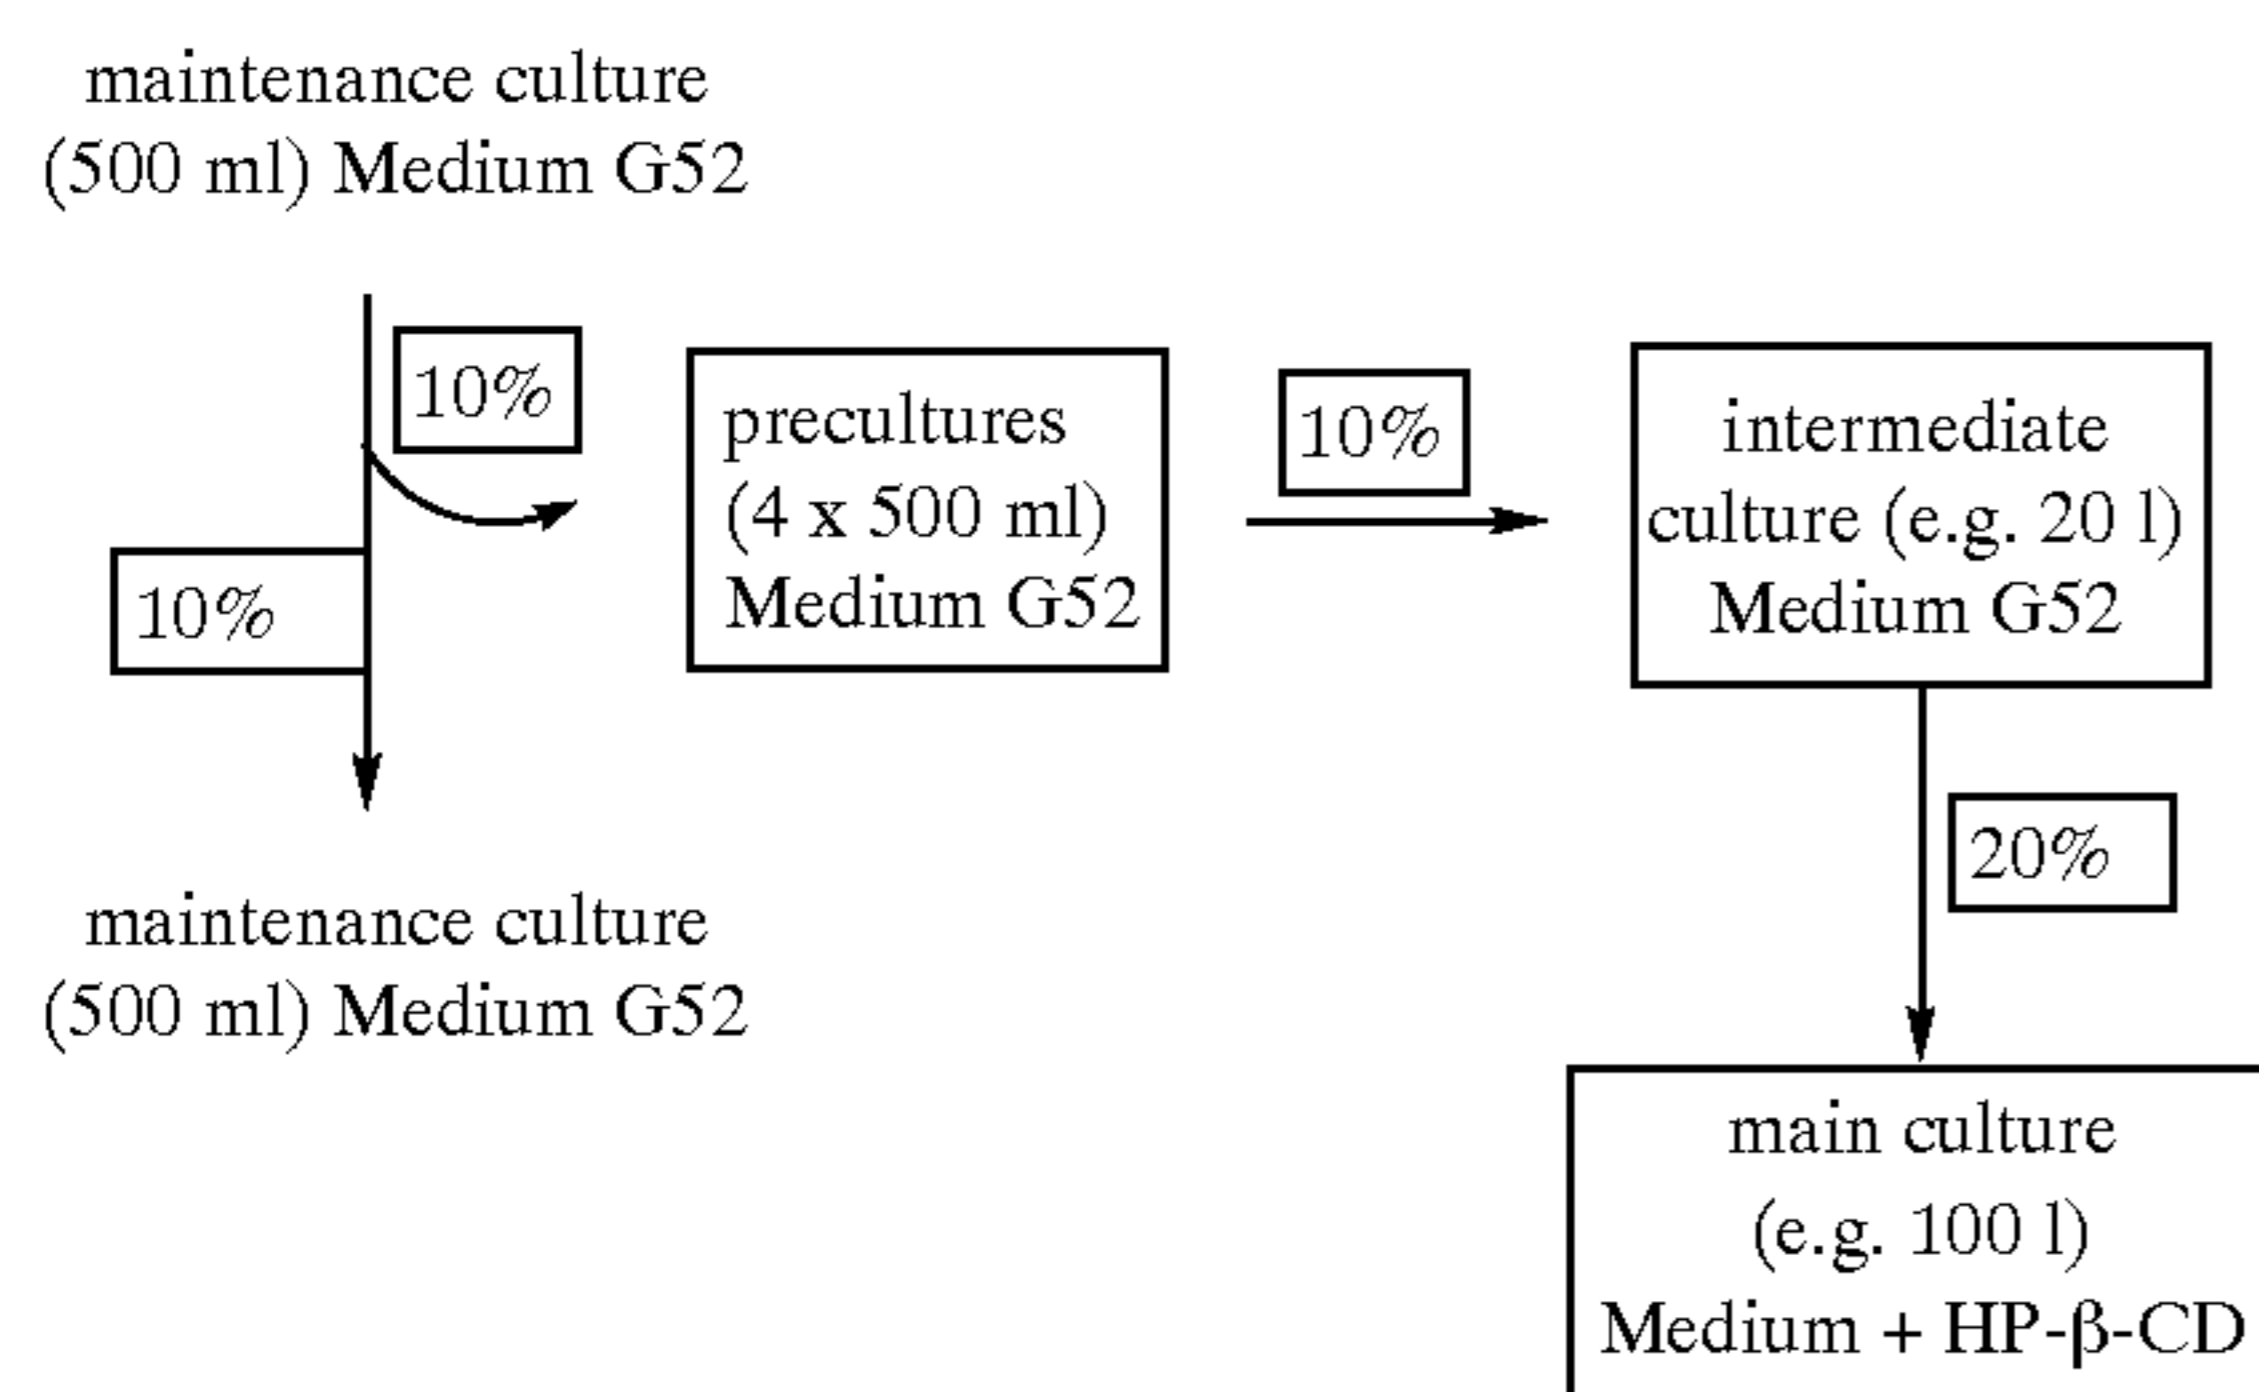 maintenance culture
(500 ml) Medium G52
10%
10%
precultures
(4 x 500 ml)
Medium G52
10%
intermediate
culture (e.g. 20 l)
Medium G52
20%
maintenance culture
(500 ml) Medium G52
main culture
(e.g. 100 l)
Medium + HP-β-CD